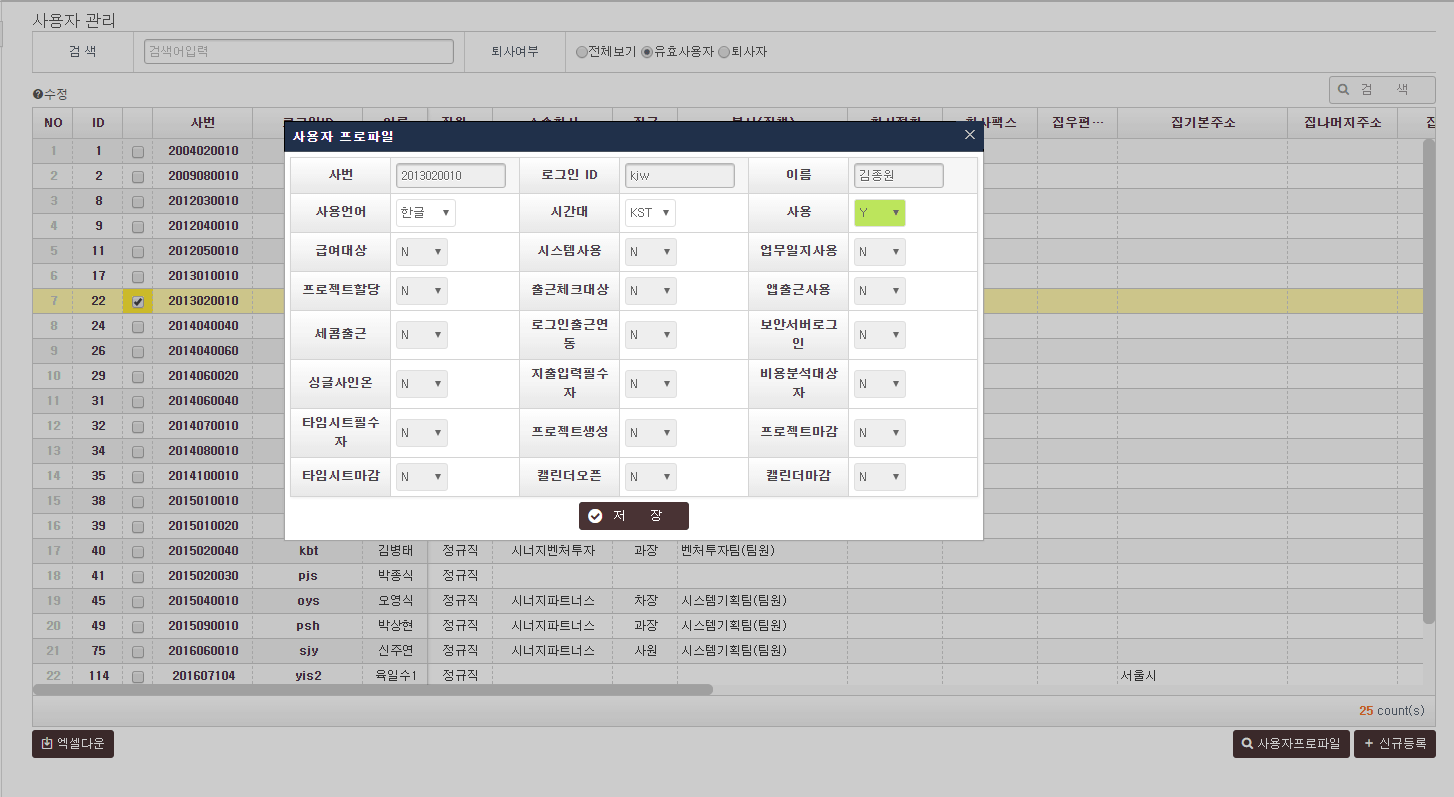 사용자 관리
검 색 검색어입력 퇴사여부 전체보기 유효사용자 퇴사자
수정 검 색
NO ID 사번 집우편… 집기본주소 집나머지주소
사용자 프로파일
1 1 2004020010
사번 2013020010 로그인 ID kjw 이름 김종원
2 2 2009080010
3 8 2012030010
사용언어 한글 시간대 KST 사용 Y
4 9 2012040010
5 11 2012050010
급여대상 N 시스템사용 N 업무일지사용 N
6 17 2013010010
프로젝트할당 N 출근체크대상 N 앱출근사용 N
7 22 2013020010
8 24 2014040040
세콤출근 N 로그인출근연동 N 보안서버로그인 N
9 26 2014040060
10 29 2014060020
싱글사인온 N 지출입력필수자 N 비용분석대상자 N
11 31 2014060040
12 32 2014070010
타임시트필수자 N 프로젝트생성 N 프로젝트마감 N
13 34 2014080010
14 35 2014100010
타임시트마감 N 캘린더오픈 N 캘린더마감 N
15 38 2015010010
저 장
16 39 2015010020
17 40 2015020040 kbt 김병태 정규직 시너지벤처투자 과장 벤처투자팀(팀원)
18 41 2015020030 pjs 박종식 정규직
19 45 2015040010 oys 오영식 정규직 시너지파트너스 차장 시스템기획팀(팀원)
20 49 2015090010 psh 박상현 정규직 시너지파트너스 과장 시스템기획팀(팀원)
21 75 2016060010 sjy 신주연 정규직 시너지파트너스 사원 시스템기획팀(팀원)
22 114 201607104 yis2 육일수1 정규직 서울시
25 count(s)
엑셀다운 사용자프로파일 + 신규등록